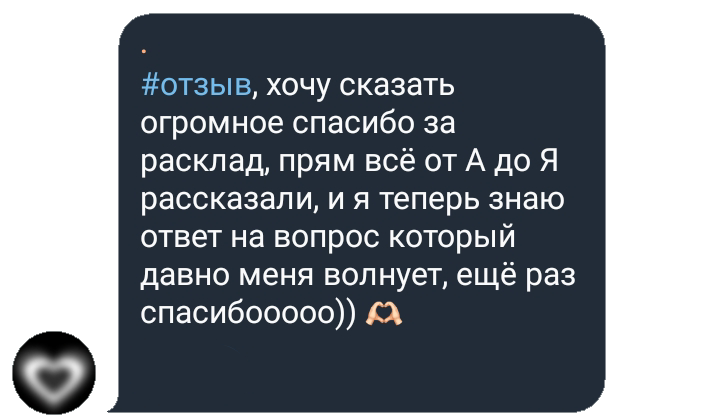 .
#отзыв, хочу сказать
огромное спасибо за
расклад, прям всё от А до Я
рассказали, и я теперь знаю
ответ на вопрос который
давно меня волнует, ещё раз
спасибооооо)) 🫶🏻